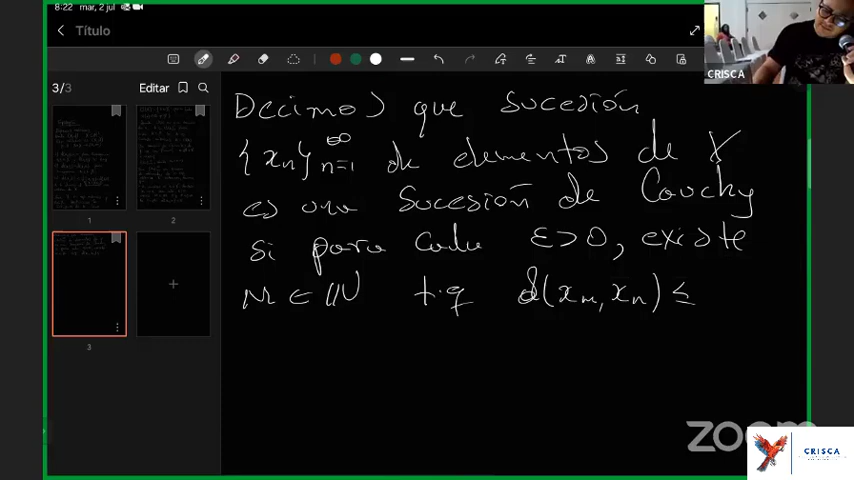 8:22 mar, 2 jul
Título
3/3
Editar
1
2
3
CRISCA
Decimos que sucesión
{xₙ}ₙ₌₁^∞ de elementos de X
es una sucesión de Cauchy
si para cada ε>0, existe
M ∈ ℕ t.q d(xₘ, xₙ) ≤
zoom
CRISCA